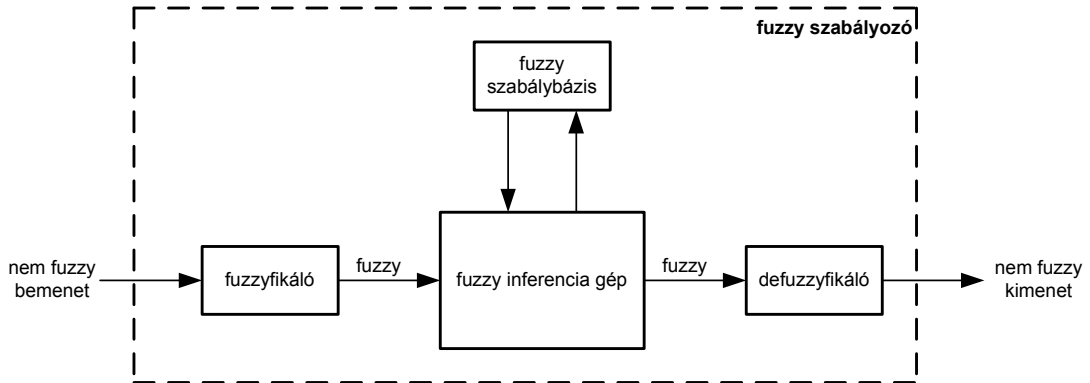 fuzzy szabályozó
fuzzy
szabálybázis
nem fuzzy
bemenet
fuzzyfikáló
fuzzy
fuzzy inferencia gép
fuzzy
defuzzyfikáló
nem fuzzy
kimenet